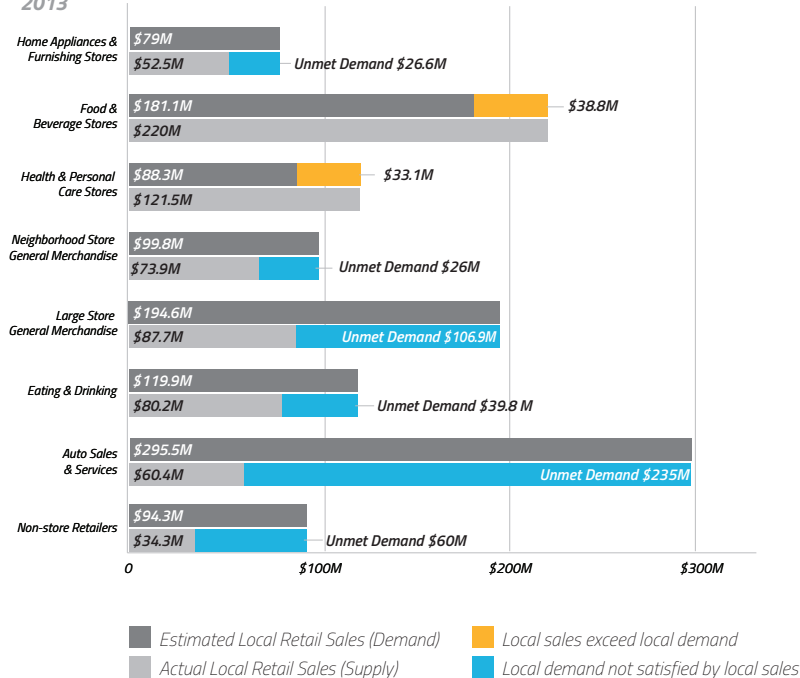 2013
Home Appliances &
Furnishing Stores
$79M
$52.5M
Unmet Demand $26.6M
Food &
Beverage Stores
$181.1M
$38.8M
$220M
Health & Personal
Care Stores
$88.3M
$33.1M
$121.5M
Neighborhood Store
General Merchandise
$99.8M
$73.9M
Unmet Demand $26M
Large Store
General Merchandise
$194.6M
$87.7M
Unmet Demand $106.9M
Eating & Drinking
$119.9M
$80.2M
Unmet Demand $39.8 M
Auto Sales
& Services
$295.5M
$60.4M
Unmet Demand $235M
Non-store Retailers
$94.3M
$34.3M
Unmet Demand $60M
0 $100M $200M $300M
Estimated Local Retail Sales (Demand)
Local sales exceed local demand
Actual Local Retail Sales (Supply)
Local demand not satisfied by local sales